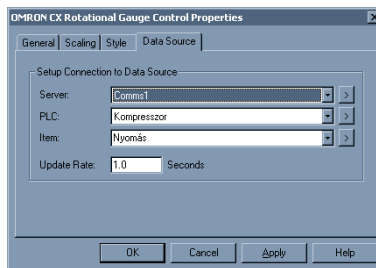 OMRON CX Rotational Gauge Control Properties
General Scaling Style Data Source
Setup Connection to Data Source
Server: Comms1 >
PLC: Kompresszor >
Item: Nyomás >
Update Rate: 1.0 Seconds
OK Cancel Apply Help